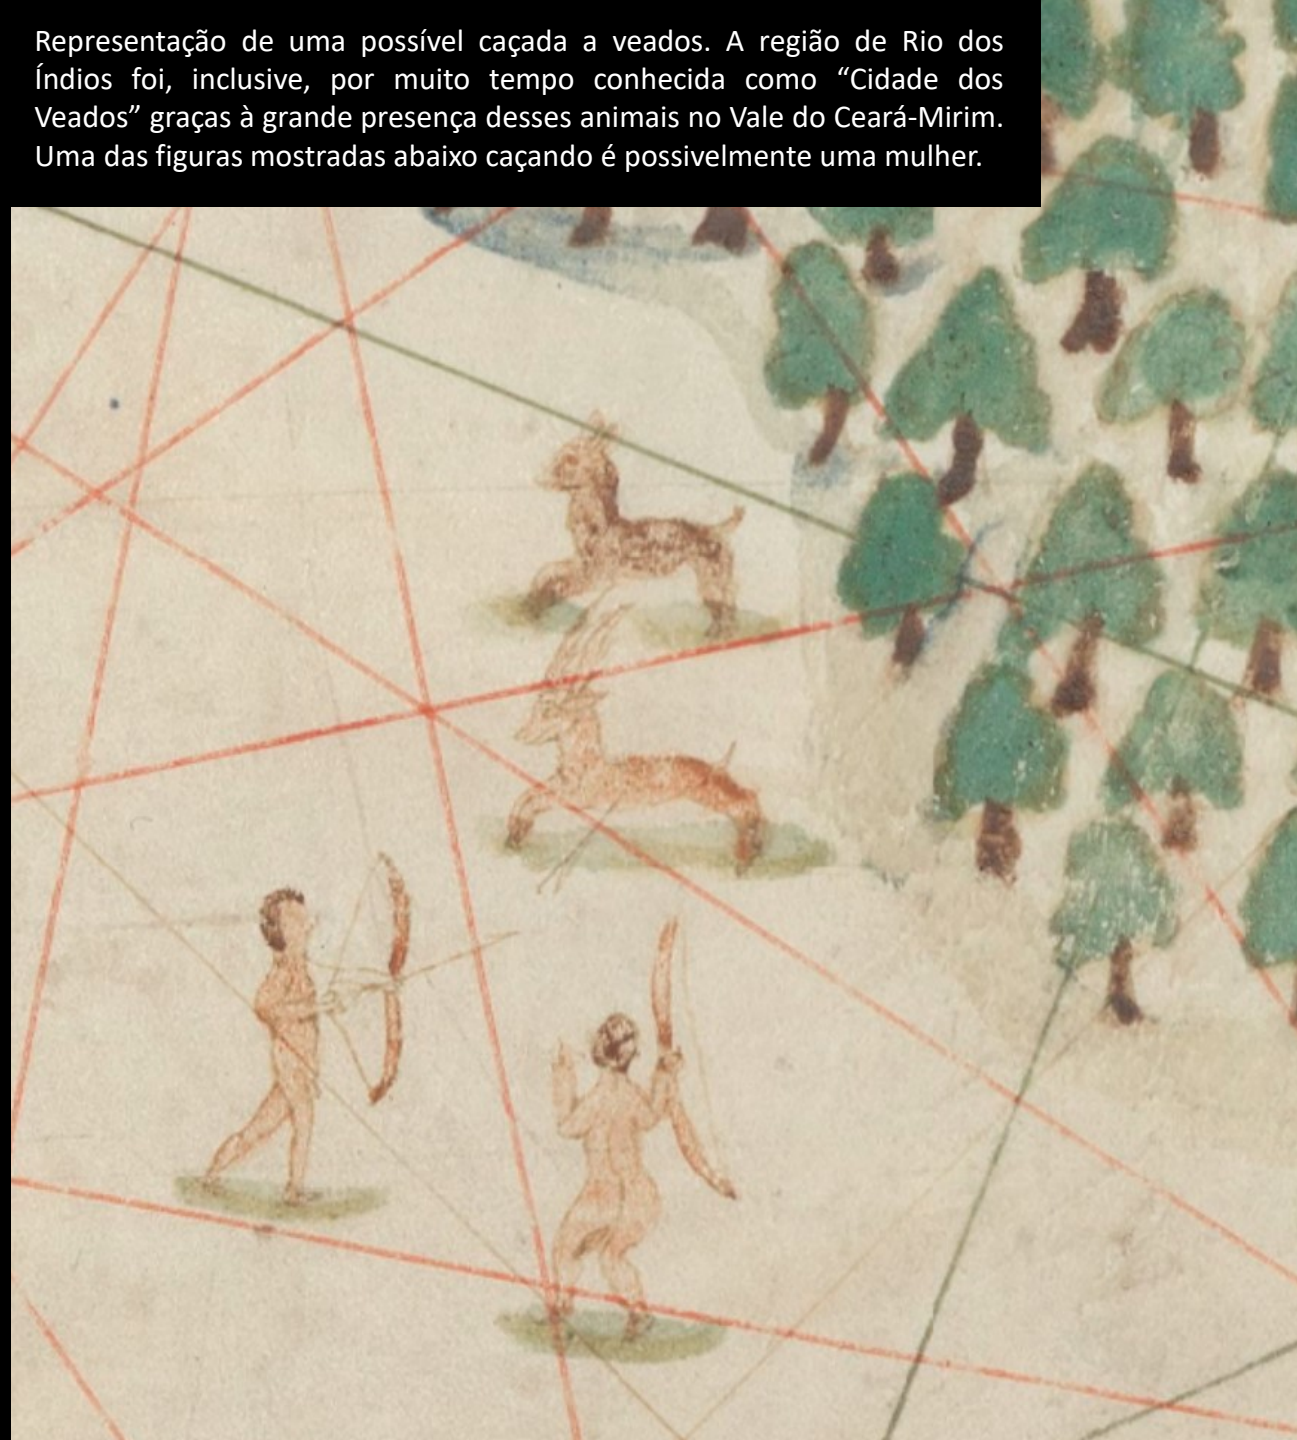 Representação de uma possível caçada a veados. A região de Rio dos
Índios foi, inclusive, por muito tempo conhecida como “Cidade dos
Veados” graças à grande presença desses animais no Vale do Ceará-Mirim.
Uma das figuras mostradas abaixo caçando é possivelmente uma mulher.